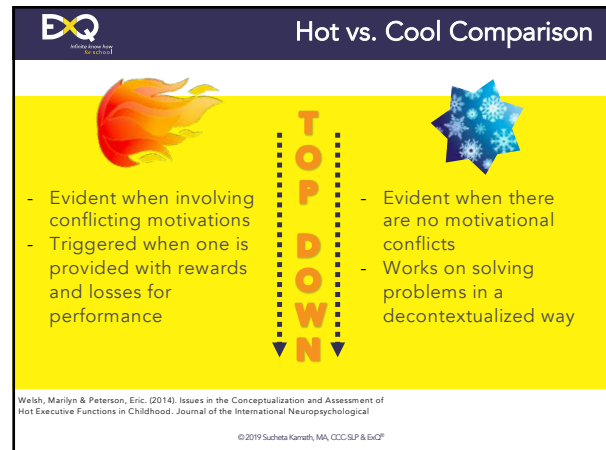 EXQ
Infinite know how
for school
Hot vs. Cool Comparison
- Evident when involving
conflicting motivations
- Triggered when one is
provided with rewards
and losses for
performance
TOP DOWN
- Evident when there
are no motivational
conflicts
- Works on solving
problems in a
decontextualized way
Welsh, Marilyn & Peterson, Eric. (2014). Issues in the Conceptualization and Assessment of
Hot Executive Functions in Childhood. Journal of the International Neuropsychological
© 2019 Sucheta Kamath, MA, CCC-SLP & ExQ®